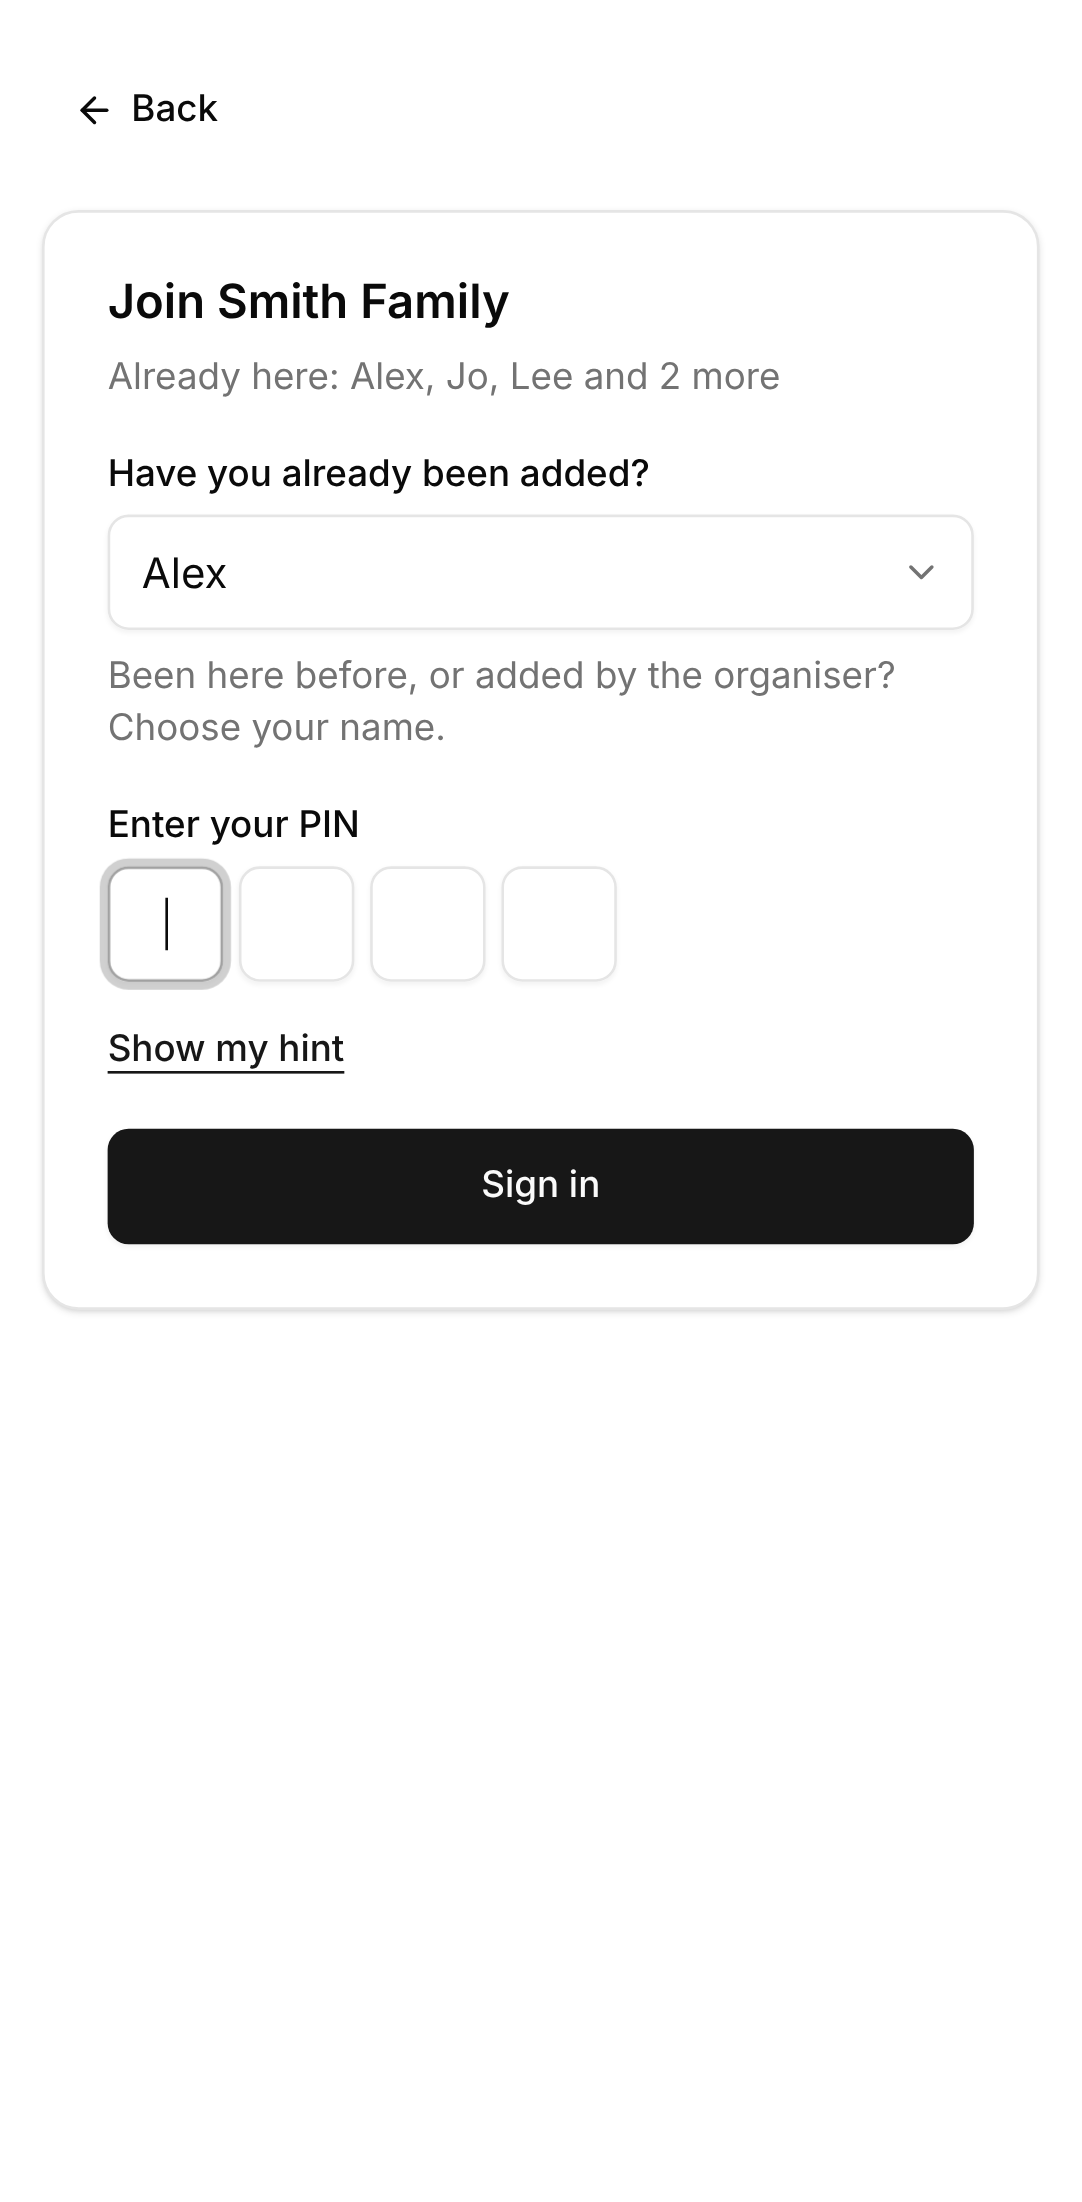 Back
Join Smith Family
Already here: Alex, Jo, Lee and 2 more
Have you already been added?
Alex
Been here before, or added by the organiser?
Choose your name.
Enter your PIN
Show my hint
Sign in